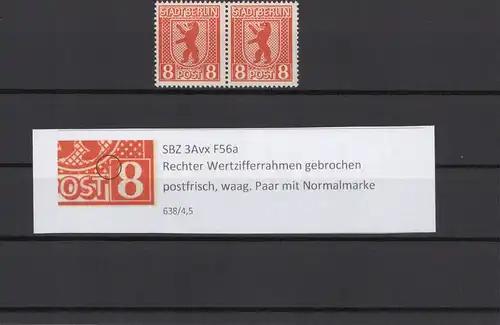 STADT BERLIN STADT BERLIN
8 POST 8 8 POST 8
SBZ 3Avx F56a
Rechter Wertzifferrahmen gebrochen
postfrisch, waag. Paar mit Normalmarke
638/4,5
POST 8